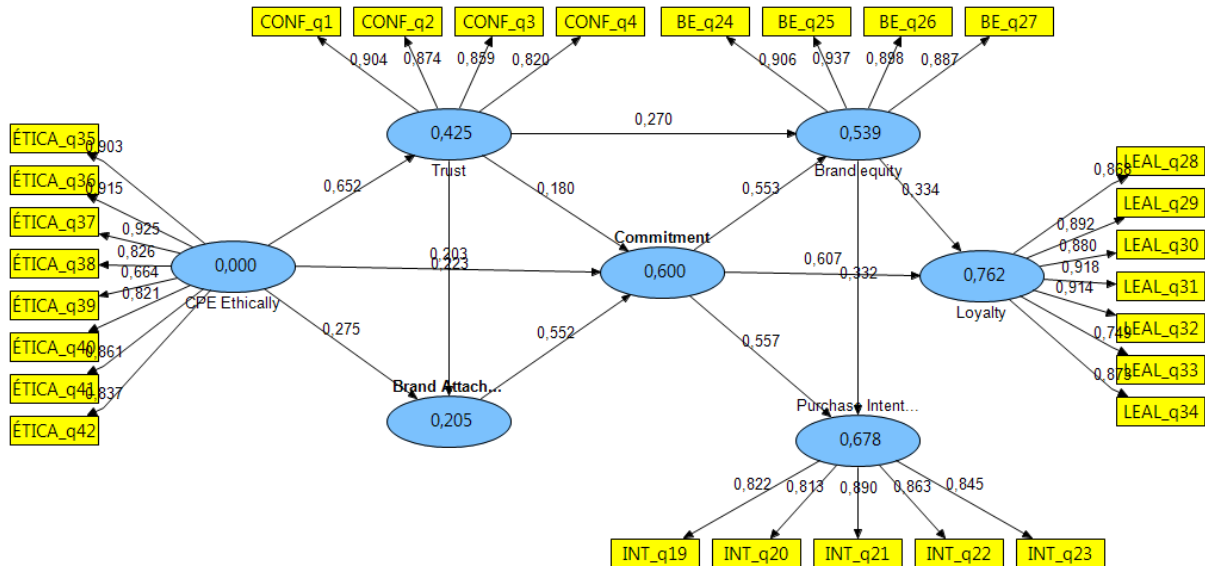 CONF_q1 CONF_q2 CONF_q3 CONF_q4 BE_q24 BE_q25 BE_q26 BE_q27
0,904 0,874 0,859 0,820 0,906 0,937 0,898 0,887
0,425 0,270 0,539
Trust Brand equity
ÉTICA_q35 0,903
ÉTICA_q36 0,915
ÉTICA_q37 0,925
ÉTICA_q38 0,826
ÉTICA_q39 0,664
ÉTICA_q40 0,821
ÉTICA_q41 0,861
ÉTICA_q42 0,837
0,652 0,180 0,553 0,334
0,000
CPE Ethically
0,203
0,223
Commitment
0,600
0,607
0,332
0,762
Loyalty
0,868 LEAL_q28
0,892 LEAL_q29
0,880 LEAL_q30
0,918 LEAL_q31
0,914 LEAL_q32
0,749 LEAL_q33
0,873 LEAL_q34
0,275 0,552 0,557
Brand Attach...
0,205
Purchase Intent...
0,678
0,822 0,813 0,890 0,863 0,845
INT_q19 INT_q20 INT_q21 INT_q22 INT_q23